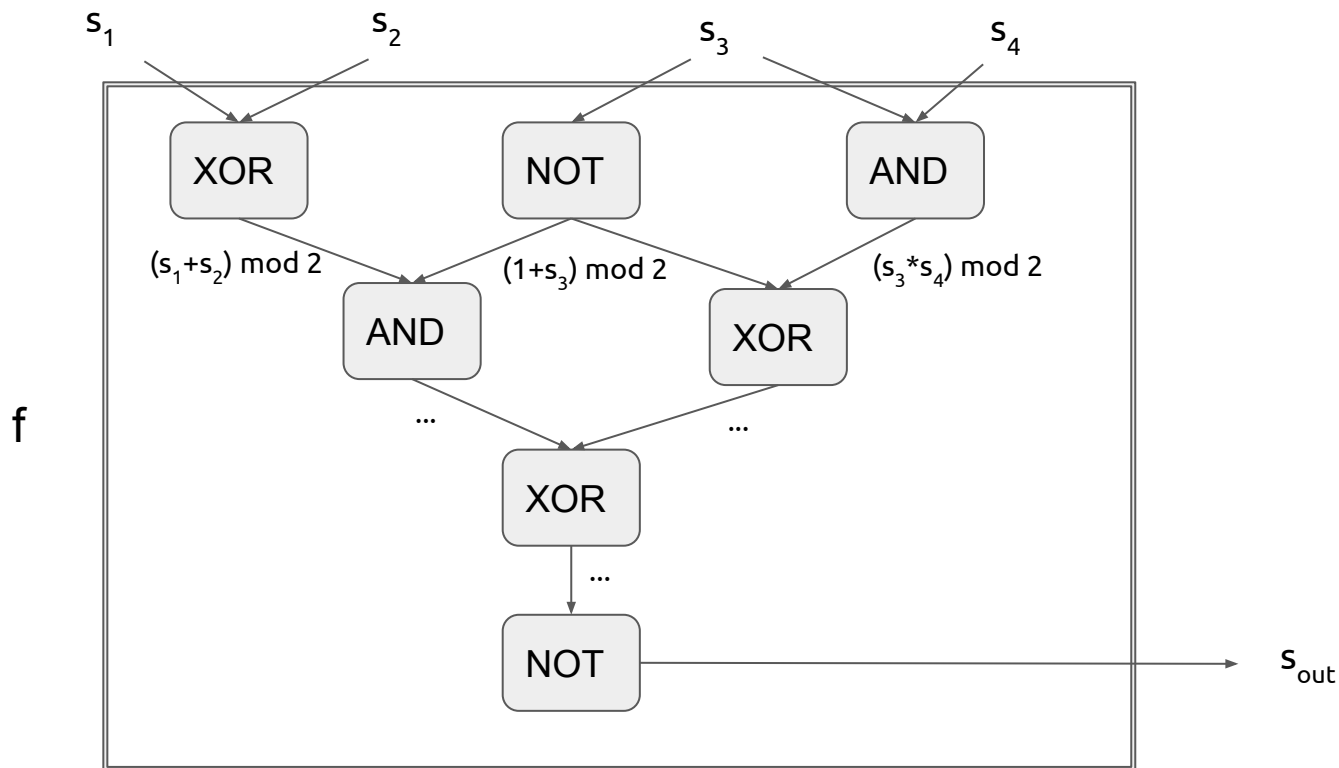 s₁ s₂ s₃ s₄
XOR NOT AND
(s₁+s₂) mod 2 (1+s₃) mod 2 (s₃*s₄) mod 2
AND XOR
... ...
f
XOR
...
NOT
s_out